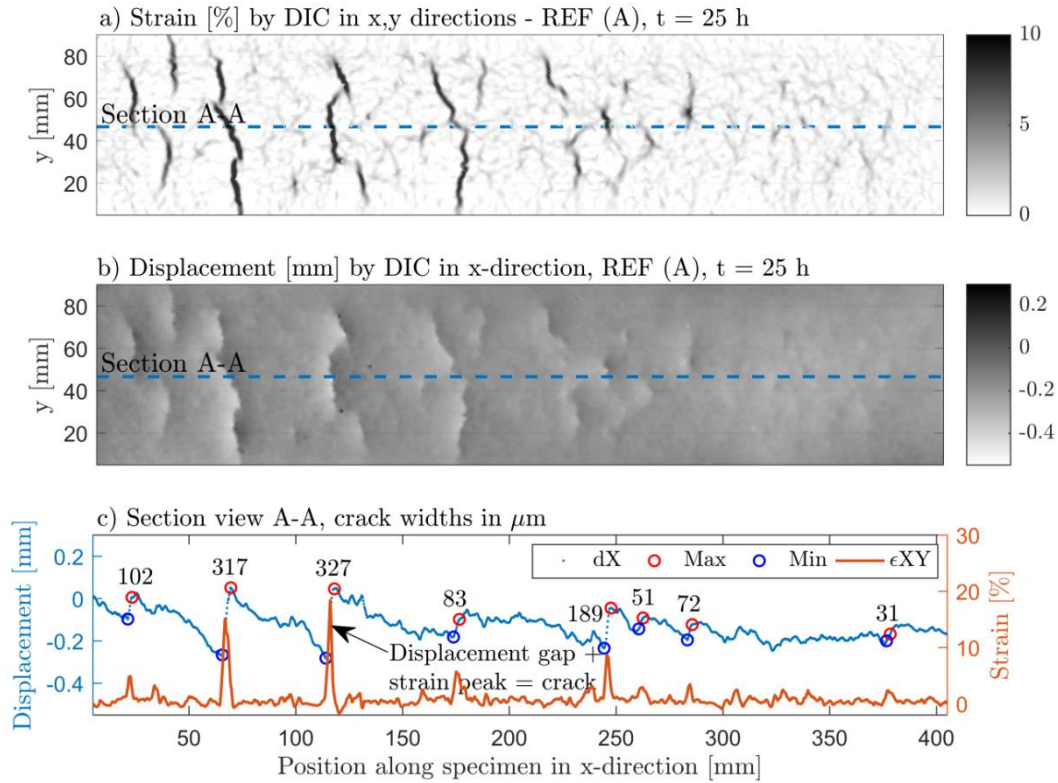 a) Strain [%] by DIC in x,y directions - REF (A), t = 25 h
80
60
40
20
y [mm]
Section A-A
10
5
0
b) Displacement [mm] by DIC in x-direction, REF (A), t = 25 h
80
60
40
20
y [mm]
Section A-A
0.2
0
-0.2
-0.4
c) Section view A-A, crack widths in μm
Displacement [mm]
0.2
0
-0.2
-0.4
102
317
327
83
189
51
72
31
dX
Max
Min
ϵXY
Displacement gap
strain peak = crack
30
20
10
0
Strain [%]
50 100 150 200 250 300 350 400
Position along specimen in x-direction [mm]